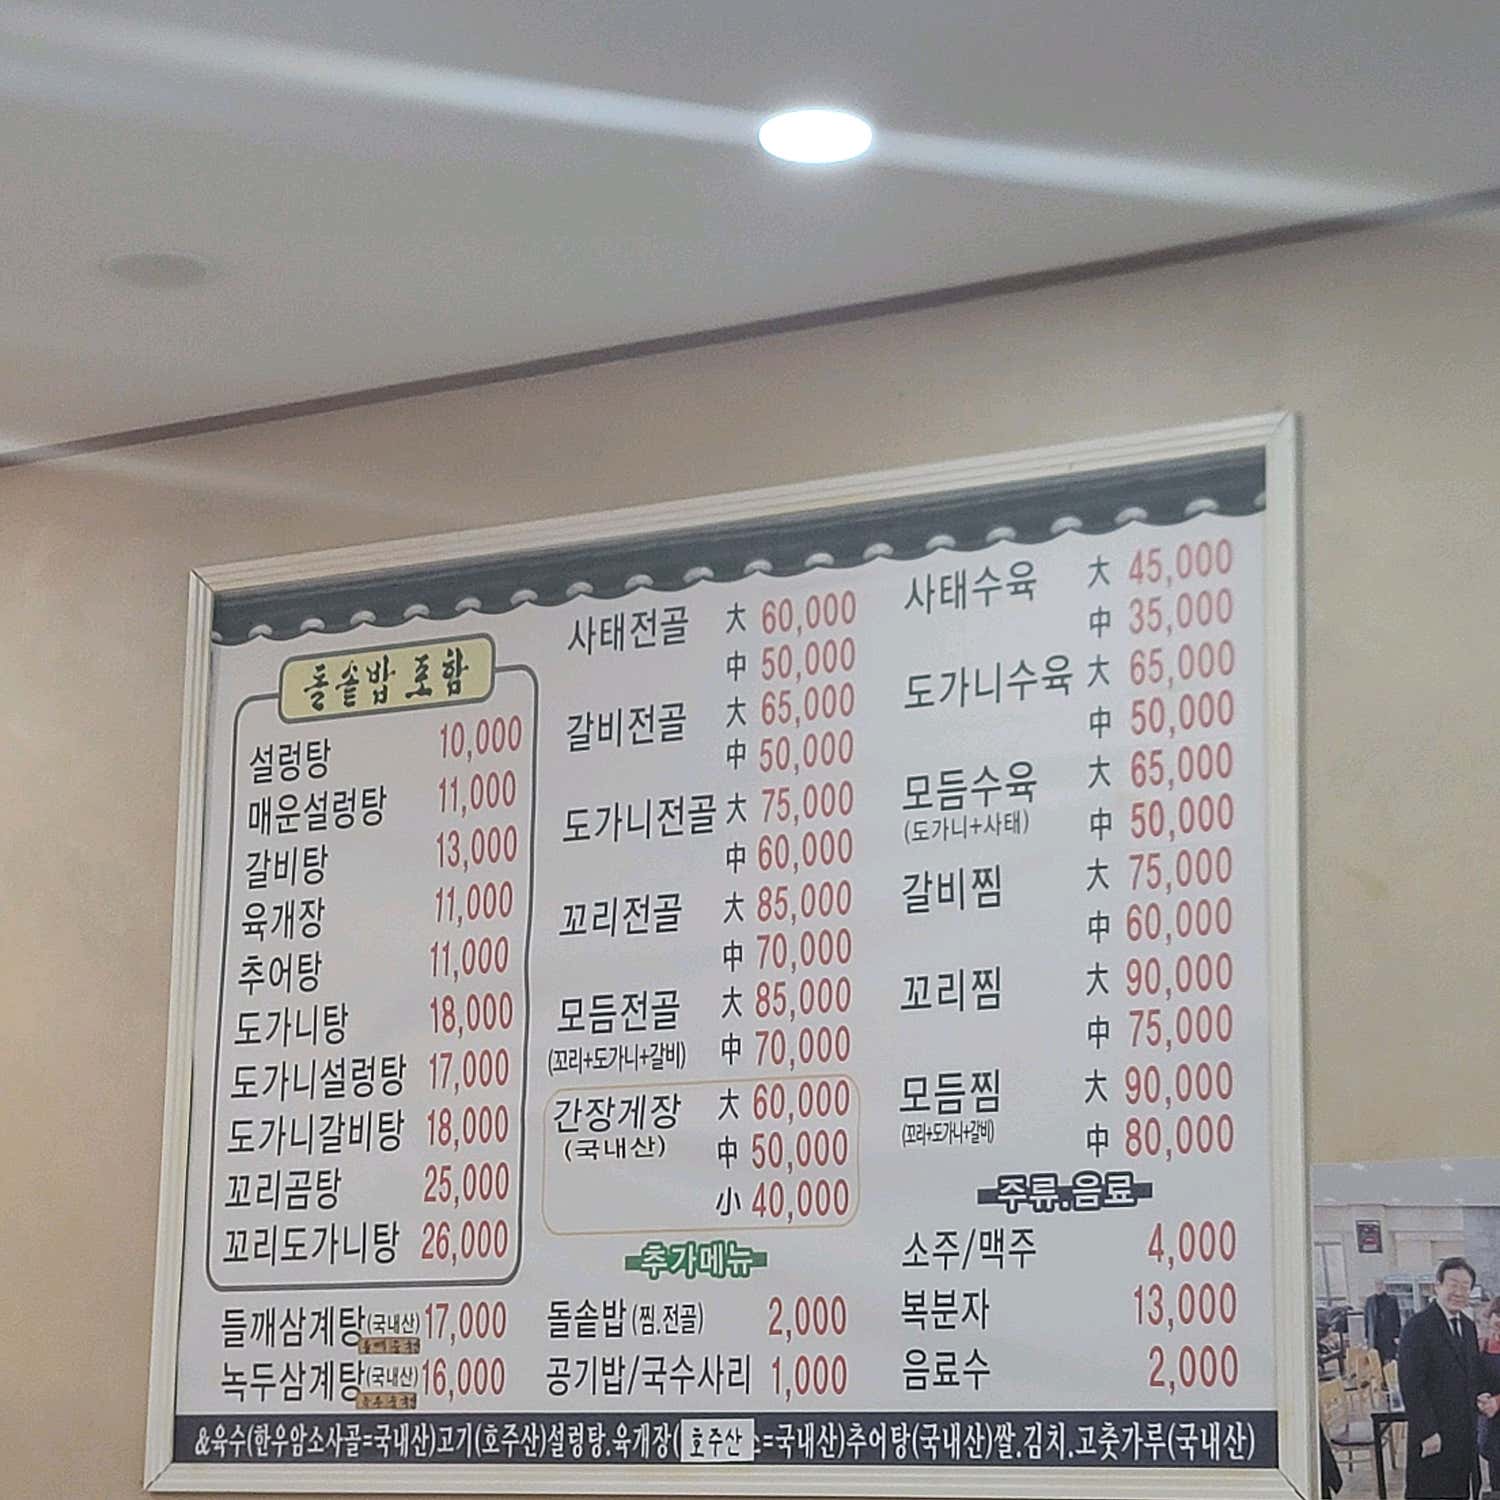 돌솥밥 포함
설렁탕 10,000
매운설렁탕 11,000
갈비탕 13,000
육개장 11,000
추어탕 11,000
도가니탕 18,000
도가니설렁탕 17,000
도가니갈비탕 18,000
꼬리곰탕 25,000
꼬리도가니탕 26,000
들깨삼계탕(국내산) 17,000
녹두삼계탕(국내산) 16,000
사태전골 大 60,000
中 50,000
갈비전골 大 65,000
中 50,000
도가니전골 大 75,000
中 60,000
꼬리전골 大 85,000
中 70,000
모듬전골 大 85,000
(꼬리+도가니+갈비) 中 70,000
간장게장 大 60,000
(국내산) 中 50,000
小 40,000
추가메뉴
돌솥밥(찜.전골) 2,000
공기밥/국수사리 1,000
사태수육 大 45,000
中 35,000
도가니수육 大 65,000
中 50,000
모듬수육 大 65,000
(도가니+사태) 中 50,000
갈비찜 大 75,000
中 60,000
꼬리찜 大 90,000
中 75,000
모듬찜 大 90,000
(꼬리+도가니+갈비) 中 80,000
주류.음료
소주/맥주 4,000
복분자 13,000
음료수 2,000
&육수(한우암소사골=국내산)고기(호주산)설렁탕.육개장( 호주산 =국내산)추어탕(국내산)쌀.김치.고춧가루(국내산)